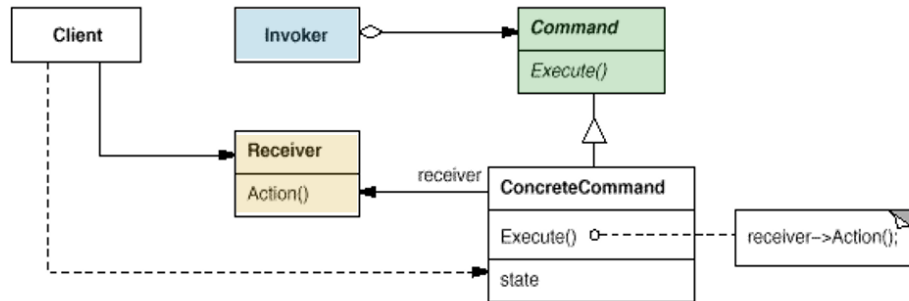 Client
Invoker
Command
Execute()
Receiver
Action()
receiver
ConcreteCommand
Execute()
receiver–>Action();
state